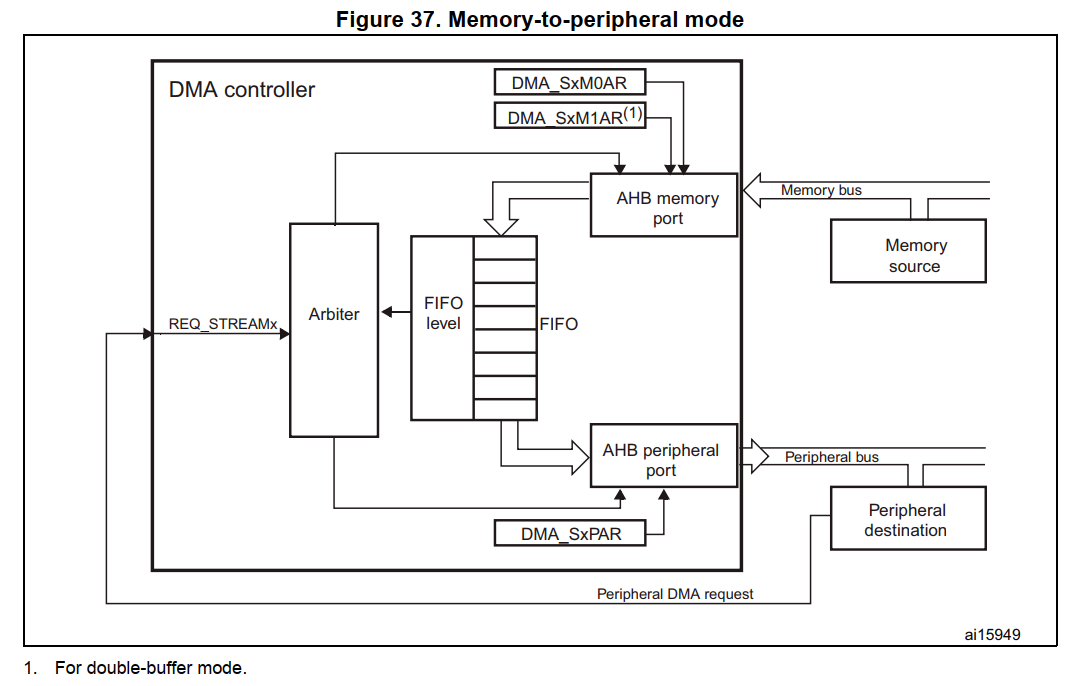 Figure 37. Memory-to-peripheral mode
DMA controller
DMA_SxM0AR
DMA_SxM1AR(1)
AHB memory
port
Memory bus
Memory
source
Arbiter
FIFO
level
FIFO
REQ_STREAMx
AHB peripheral
port
Peripheral bus
Peripheral
destination
DMA_SxPAR
Peripheral DMA request
ai15949
1. For double-buffer mode.